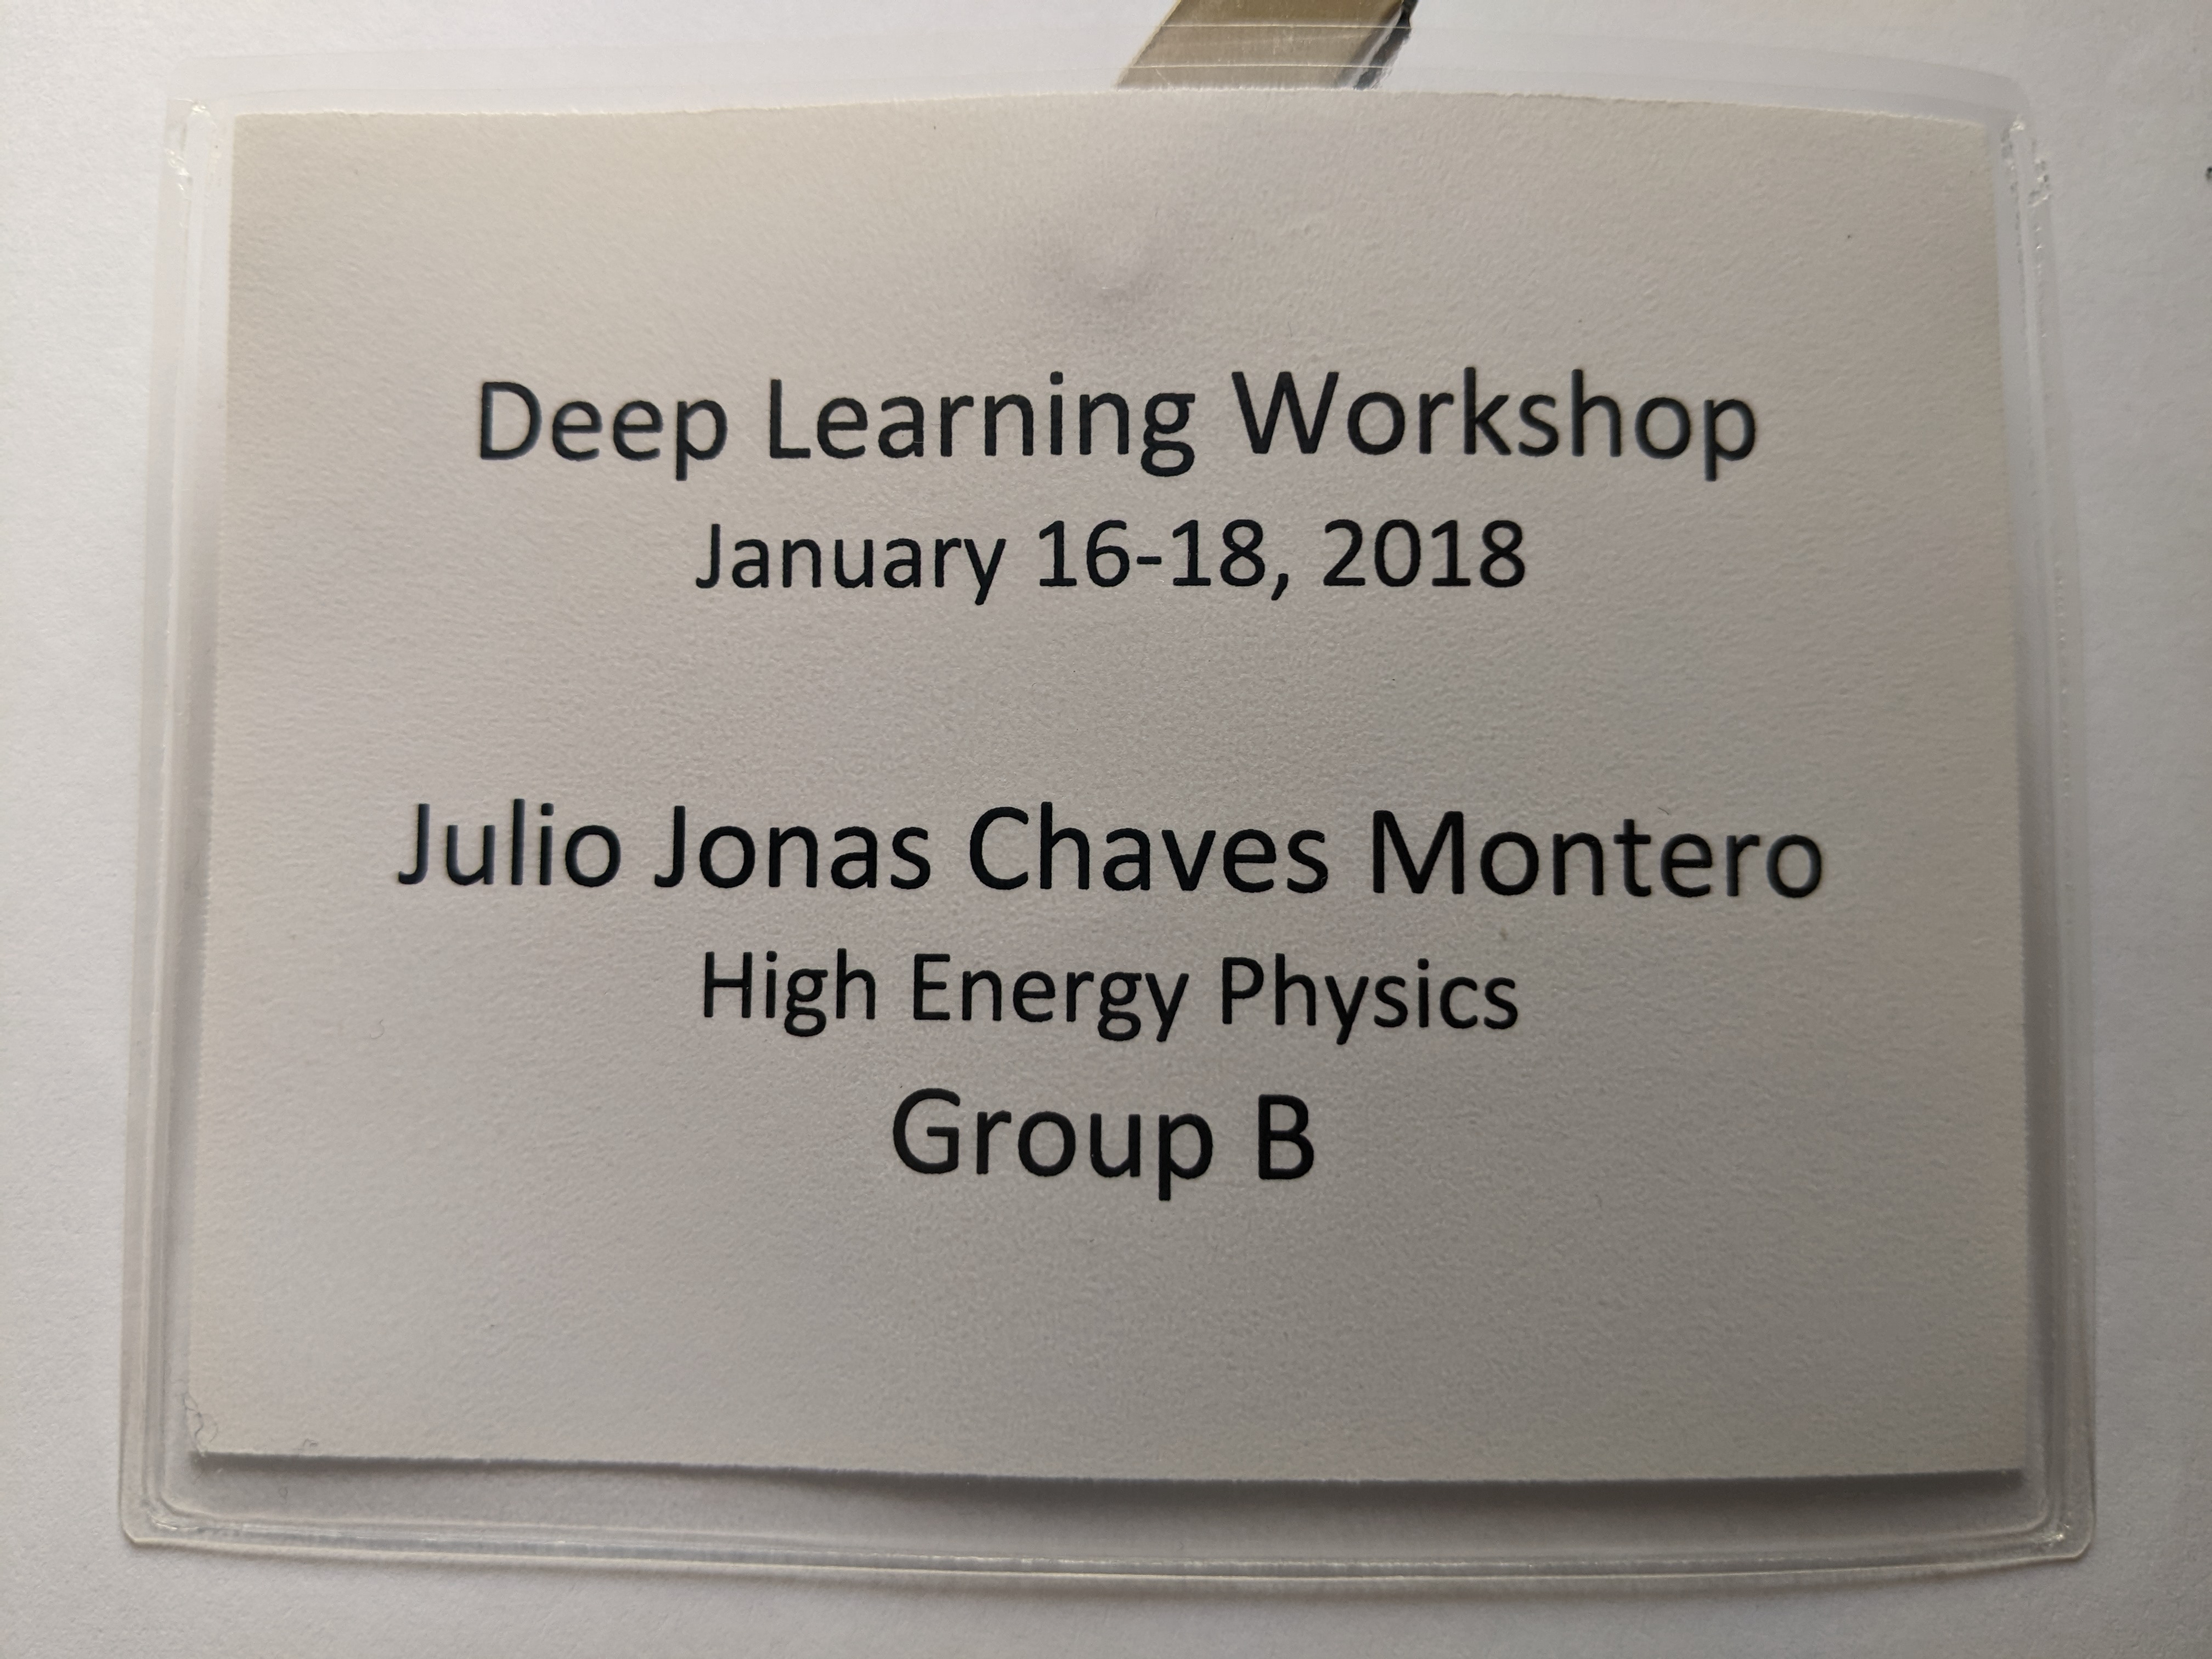 Deep Learning Workshop
January 16-18, 2018
Julio Jonas Chaves Montero
High Energy Physics
Group B